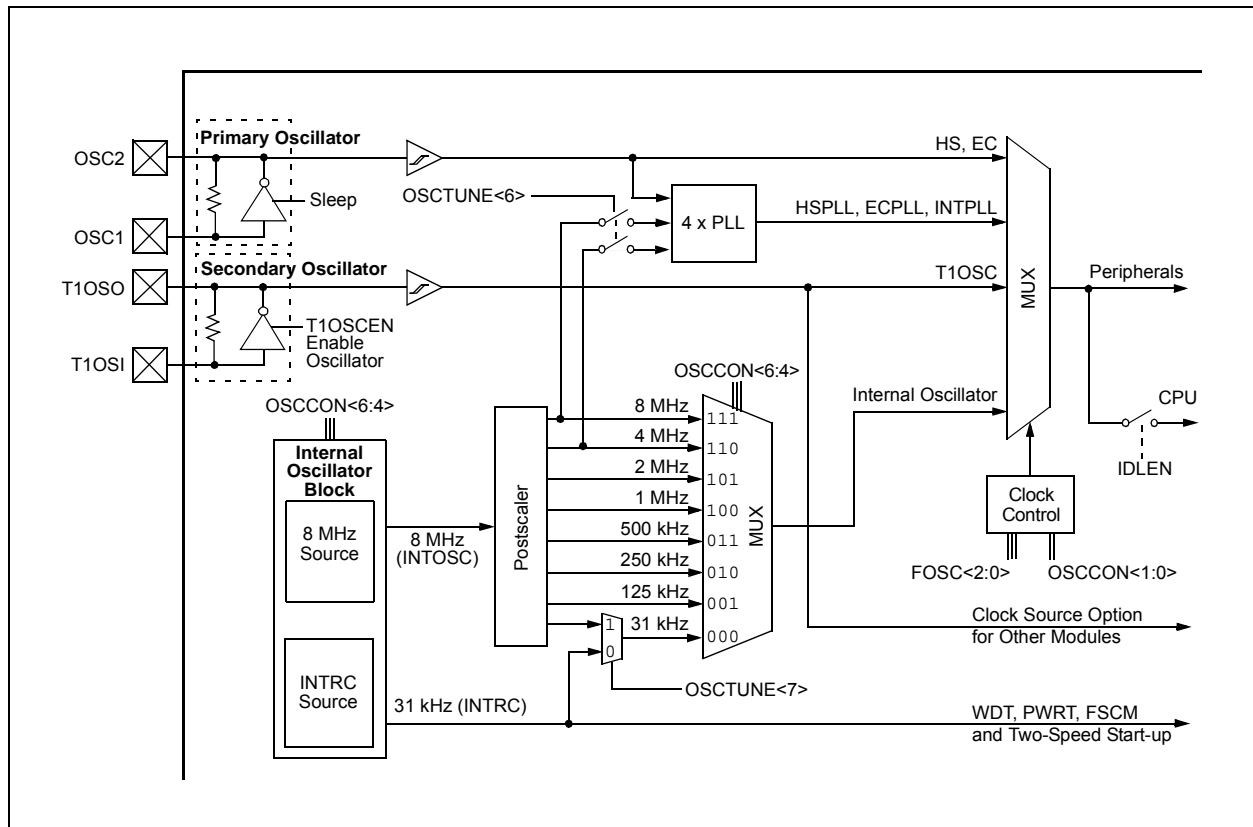 Primary Oscillator
OSC2
OSC1
Sleep
HS, EC
OSCTUNE<6>
4 x PLL
HSPLL, ECPLL, INTPLL
Secondary Oscillator
T1OSO
T1OSI
T1OSCEN
Enable
Oscillator
T1OSC
MUX
Peripherals
Internal Oscillator
CPU
IDLEN
Clock
Control
FOSC<2:0>
OSCCON<1:0>
OSCCON<6:4>
Internal
Oscillator
Block
8 MHz
Source
INTRC
Source
8 MHz
(INTOSC)
31 kHz (INTRC)
Postscaler
OSCCON<6:4>
8 MHz
111
4 MHz
110
2 MHz
101
1 MHz
100
500 kHz
011
250 kHz
010
125 kHz
001
1
0
31 kHz
000
MUX
OSCTUNE<7>
Clock Source Option
for Other Modules
WDT, PWRT, FSCM
and Two-Speed Start-up